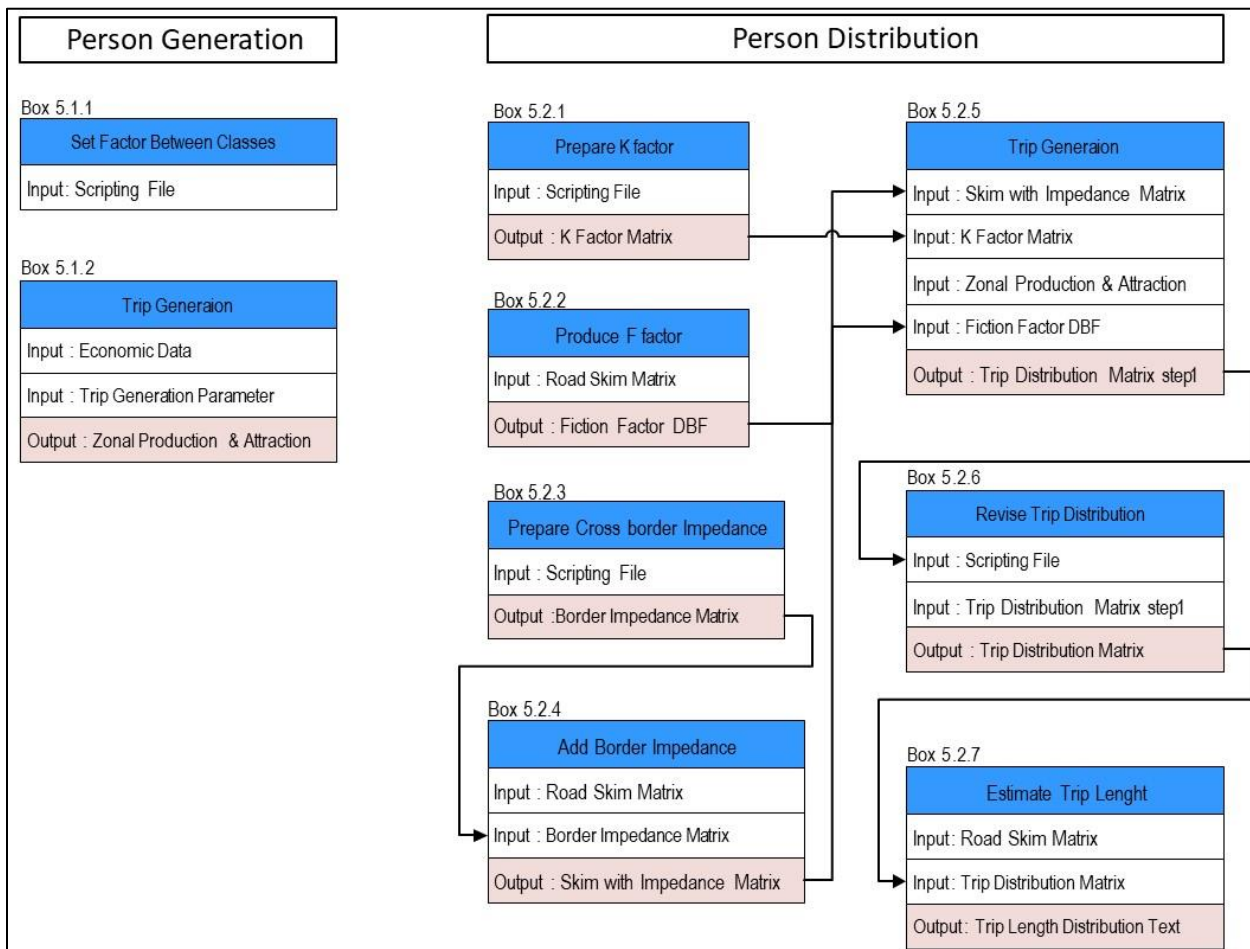 Person Generation
Box 5.1.1
Set Factor Between Classes
Input: Scripting File
Box 5.1.2
Trip Generaion
Input : Economic Data
Input : Trip Generation Parameter
Output : Zonal Production & Attraction
Person Distribution
Box 5.2.1
Prepare K factor
Input : Scripting File
Output : K Factor Matrix
Box 5.2.2
Produce F factor
Input : Road Skim Matrix
Output : Fiction Factor DBF
Box 5.2.3
Prepare Cross border Impedance
Input : Scripting File
Output :Border Impedance Matrix
Box 5.2.4
Add Border Impedance
Input : Road Skim Matrix
Input : Border Impedance Matrix
Output : Skim with Impedance Matrix
Box 5.2.5
Trip Generaion
Input : Skim with Impedance Matrix
Input: K Factor Matrix
Input : Zonal Production & Attraction
Input : Fiction Factor DBF
Output : Trip Distribution Matrix step1
Box 5.2.6
Revise Trip Distribution
Input : Scripting File
Input : Trip Distribution Matrix step1
Output : Trip Distribution Matrix
Box 5.2.7
Estimate Trip Lenght
Input: Road Skim Matrix
Input: Trip Distribution Matrix
Output: Trip Length Distribution Text